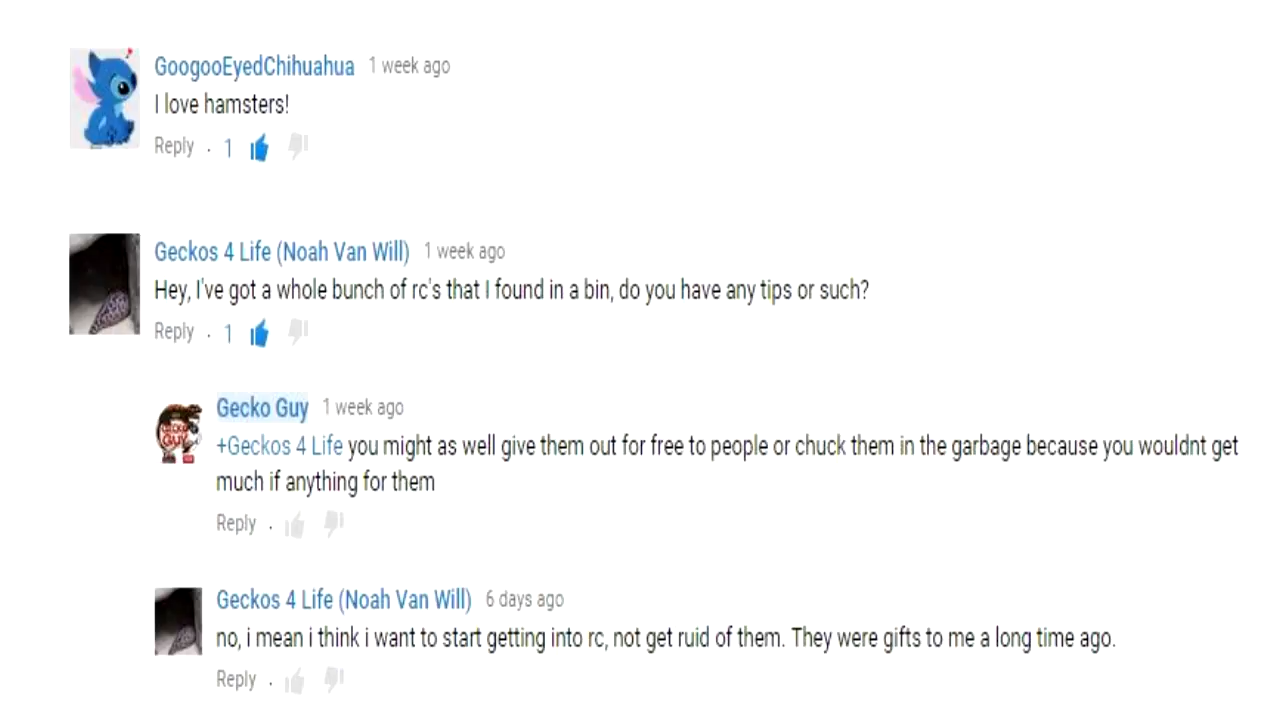 GoogooEyedChihuahua 1 week ago
I love hamsters!
Reply . 1
Geckos 4 Life (Noah Van Will) 1 week ago
Hey, I've got a whole bunch of rc's that I found in a bin, do you have any tips or such?
Reply . 1
Gecko Guy 1 week ago
+Geckos 4 Life you might as well give them out for free to people or chuck them in the garbage because you wouldnt get
much if anything for them
Reply .
Geckos 4 Life (Noah Van Will) 6 days ago
no, i mean i think i want to start getting into rc, not get ruid of them. They were gifts to me a long time ago.
Reply .